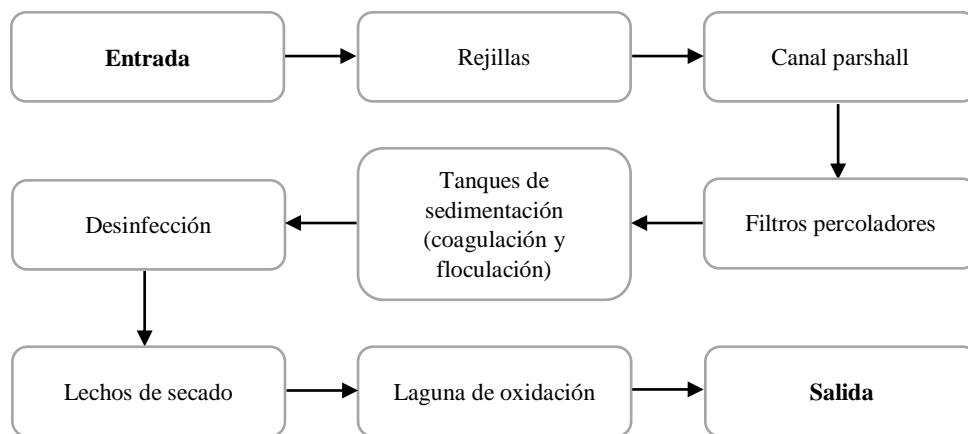 Entrada
Rejillas
Canal parshall
Filtros percoladores
Tanques de
sedimentación
(coagulación y
floculación)
Desinfección
Lechos de secado
Laguna de oxidación
Salida